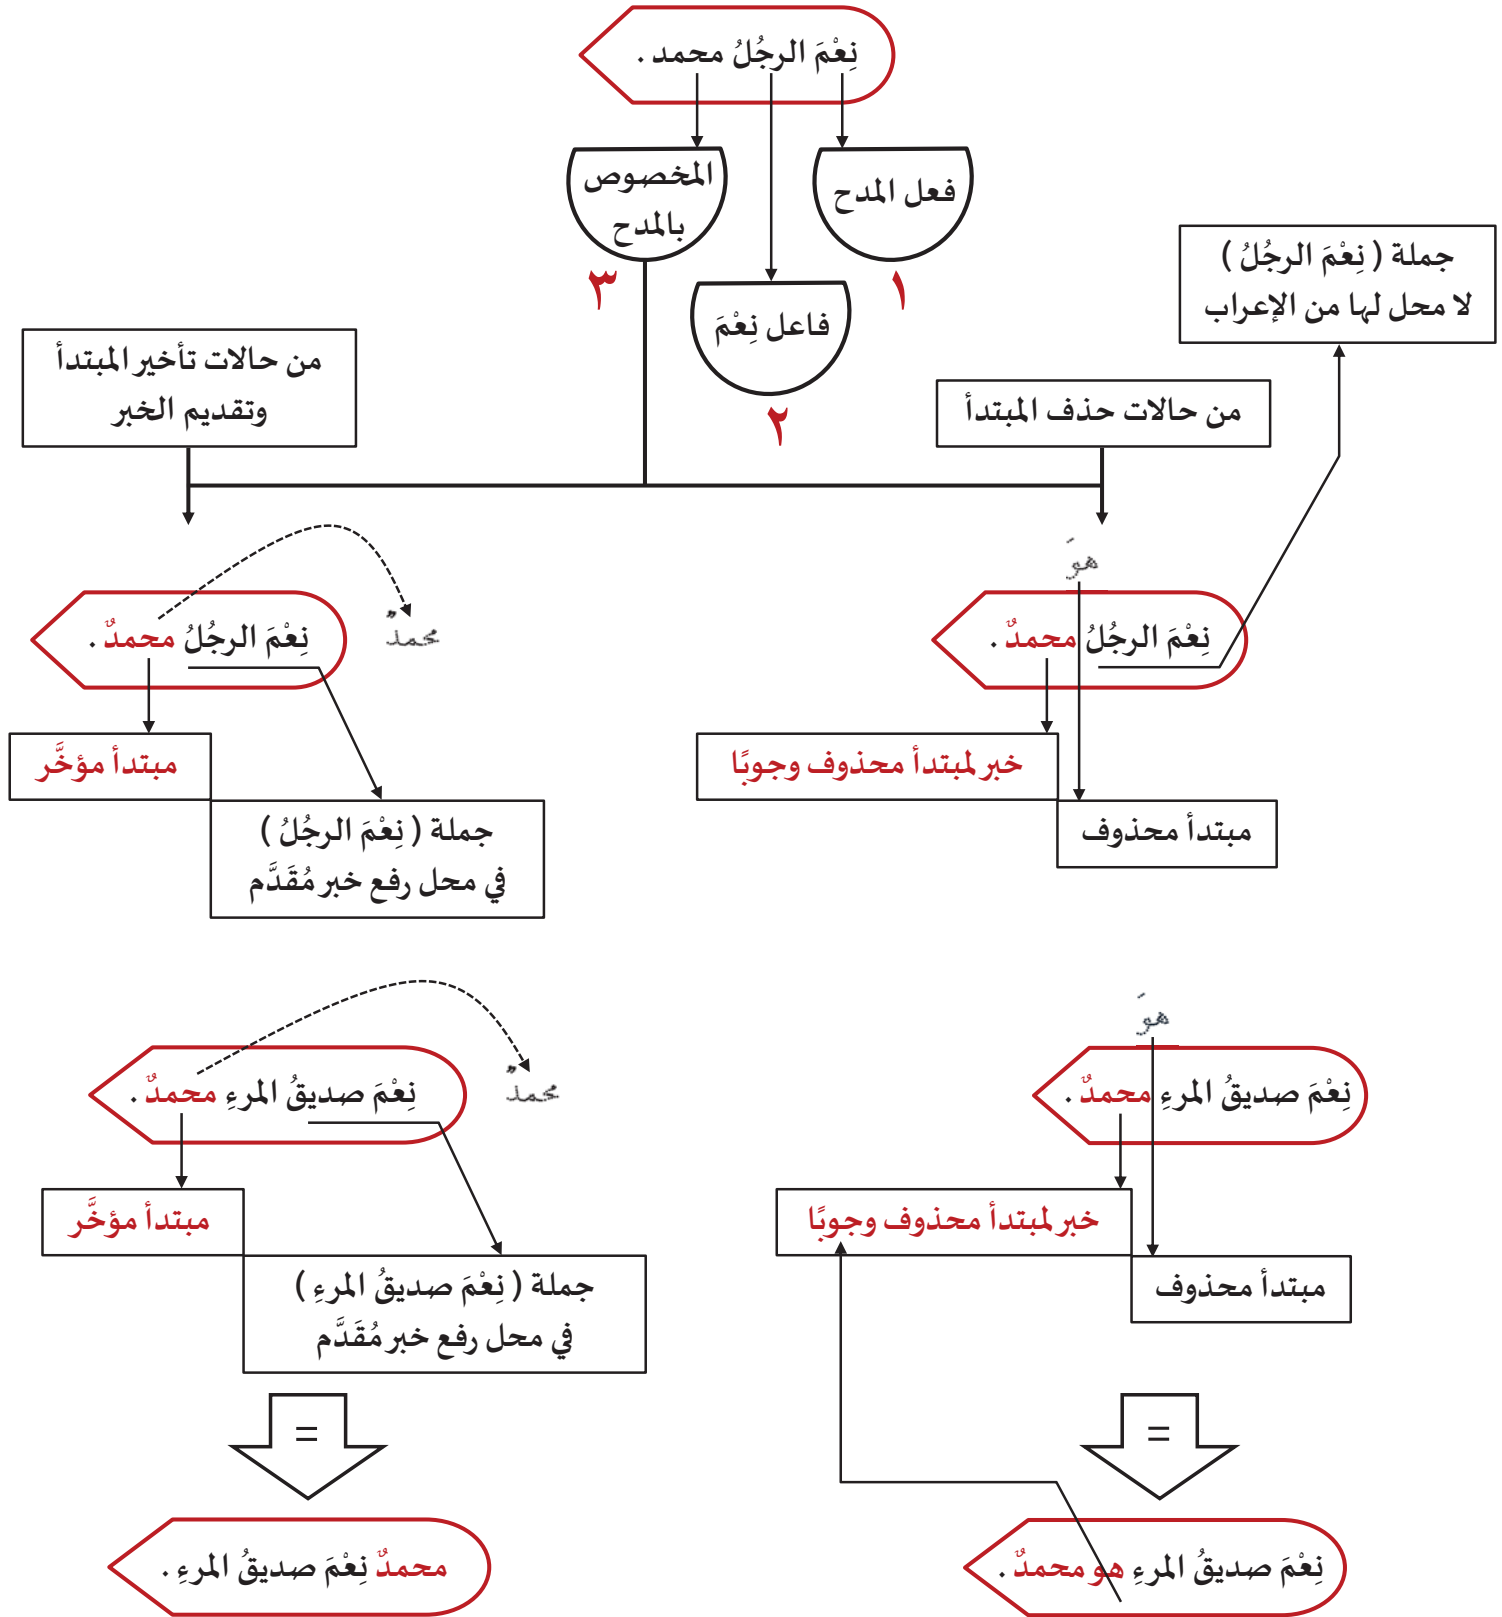 نِعْمَ الرجُلُ محمد .
فعل المدح
المخصوص
بالمدح
١
٣
فاعل نِعْمَ
٢
جملة ( نِعْمَ الرجُلُ )
لا محل لها من الإعراب
من حالات حذف المبتدأ
من حالات تأخير المبتدأ
وتقديم الخبر
هوَ
نِعْمَ الرجُلُ محمدٌ .
خبر لمبتدأ محذوف وجوبًا
مبتدأ محذوف
محمدٌ
نِعْمَ الرجُلُ محمدٌ .
مبتدأ مؤخَّر
جملة ( نِعْمَ الرجُلُ )
في محل رفع خبر مُقَدَّم
هوَ
نِعْمَ صديقُ المرءِ محمدٌ .
خبر لمبتدأ محذوف وجوبًا
مبتدأ محذوف
=
نِعْمَ صديقُ المرءِ هو محمدٌ .
محمدٌ
نِعْمَ صديقُ المرءِ محمدٌ .
مبتدأ مؤخَّر
جملة ( نِعْمَ صديقُ المرءِ )
في محل رفع خبر مُقَدَّم
=
محمدٌ نِعْمَ صديقُ المرءِ .